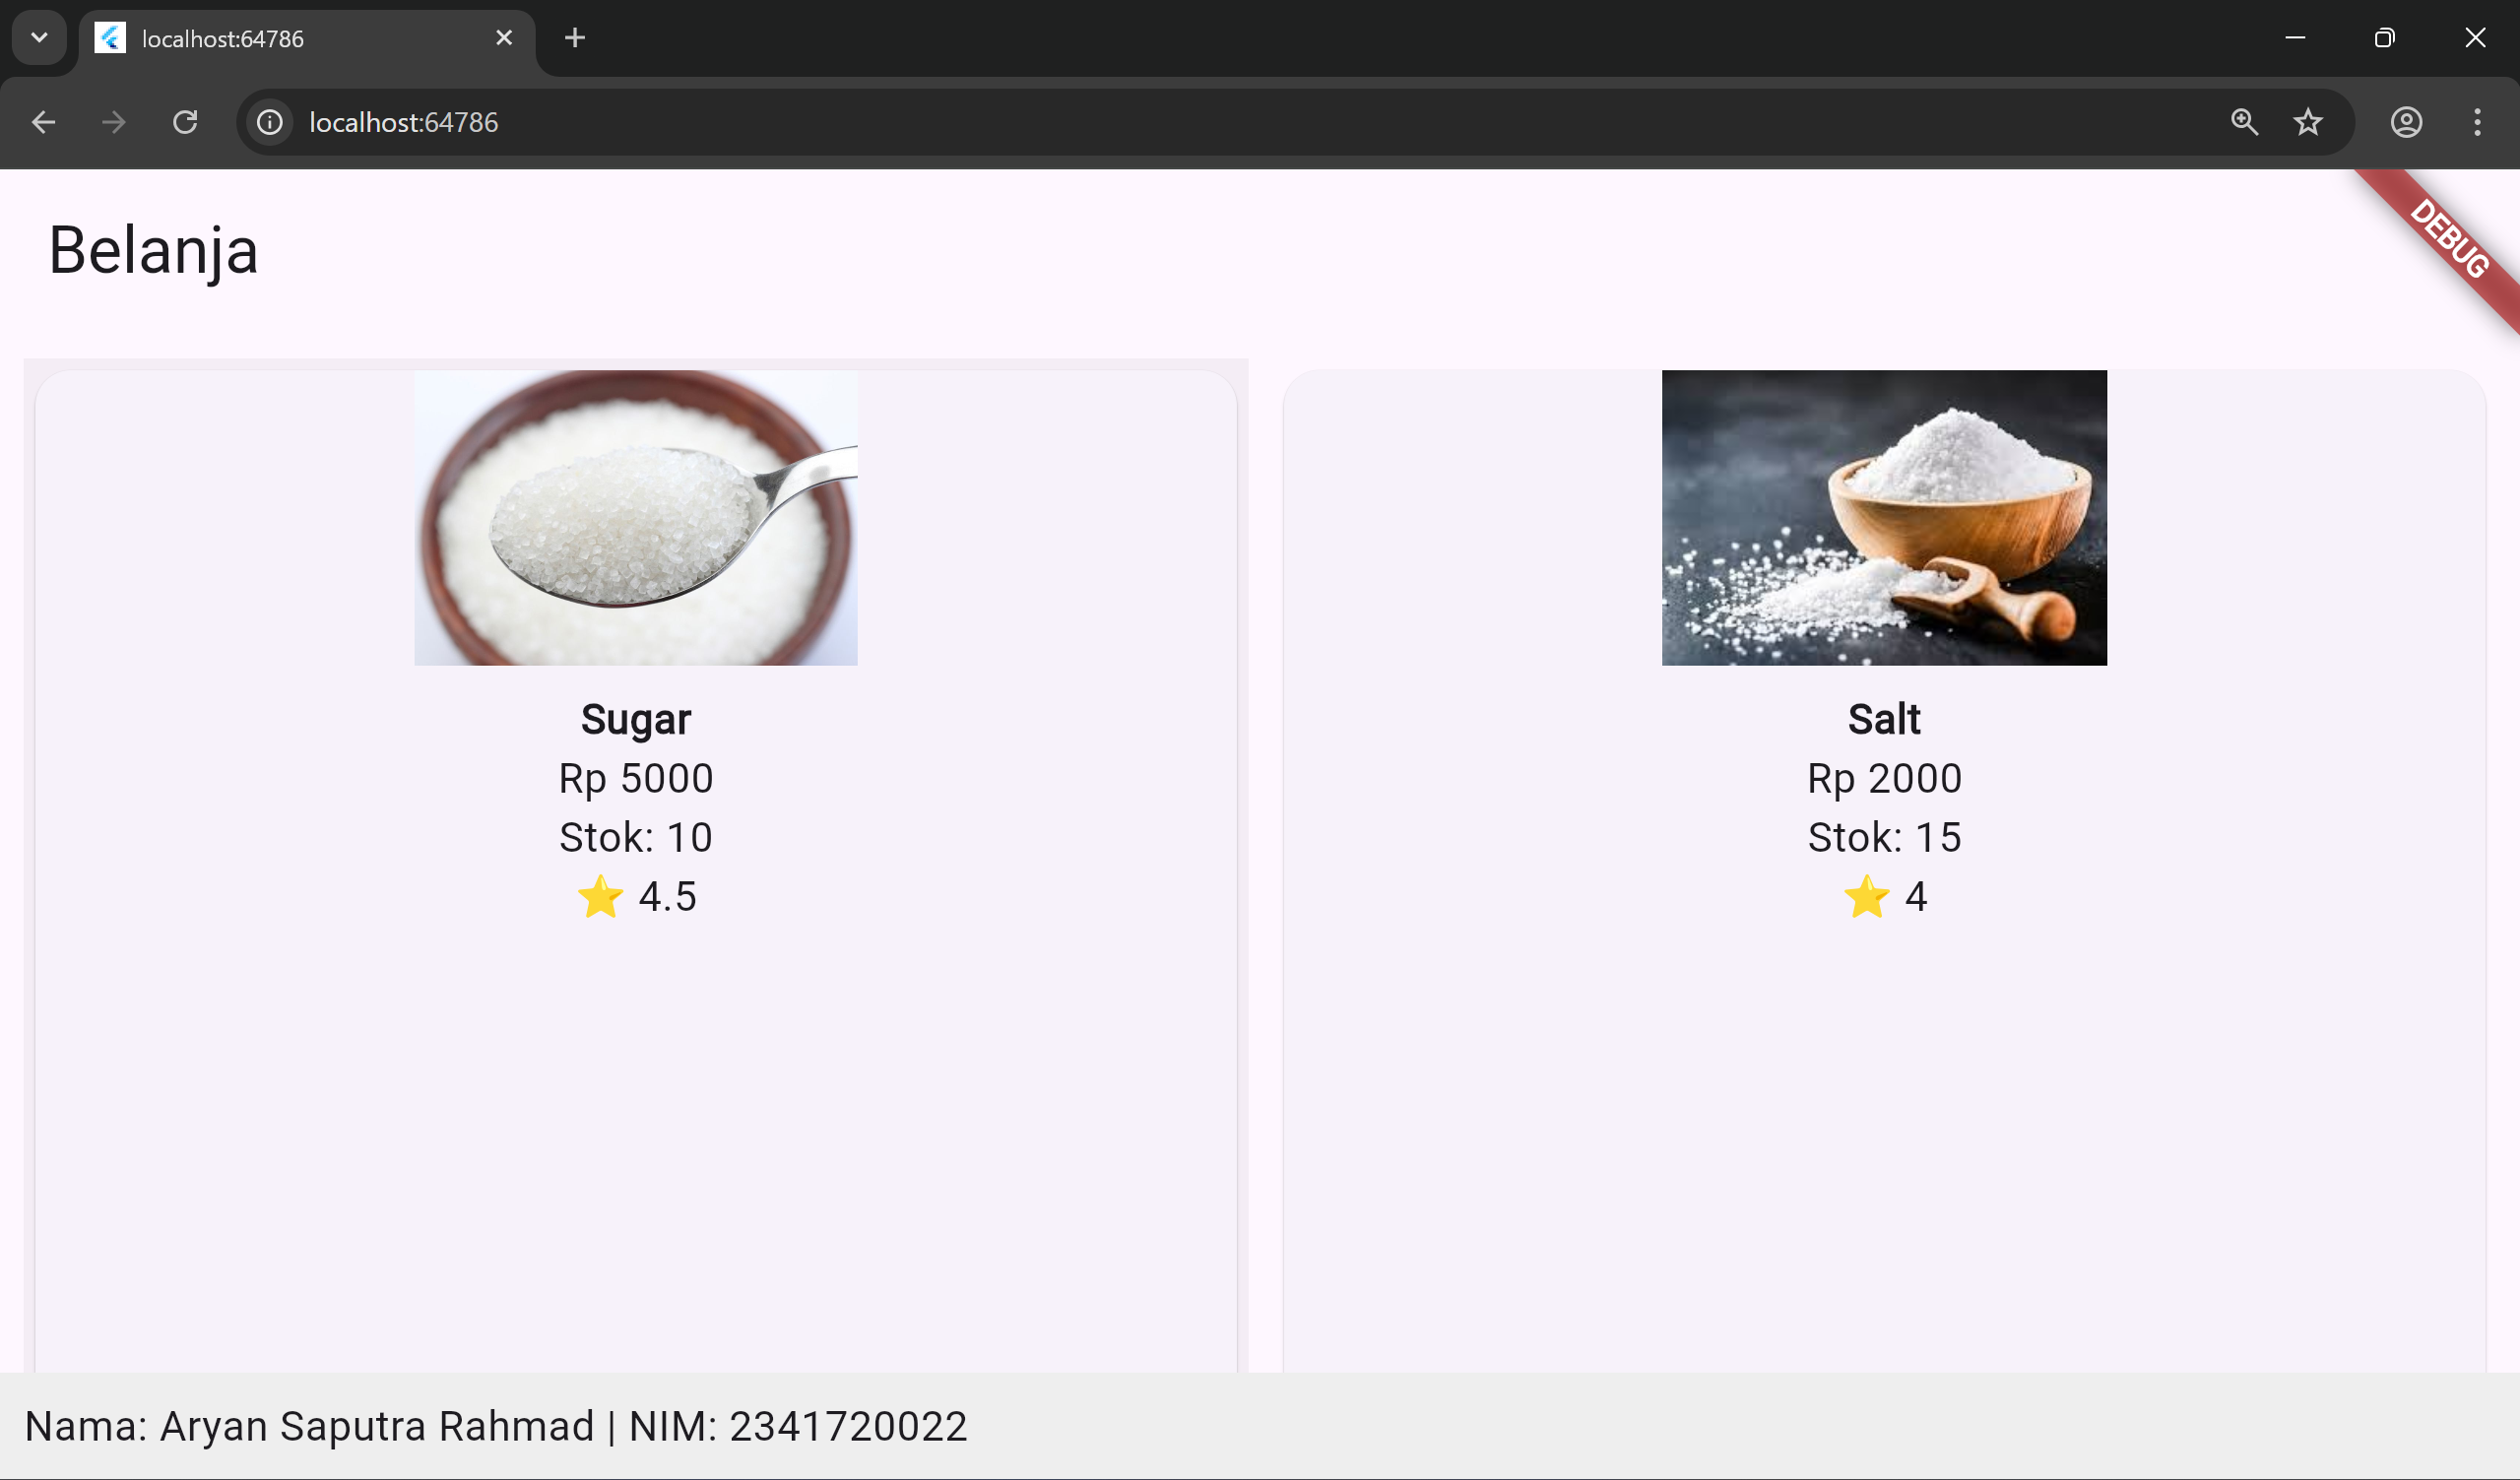 localhost:64786
localhost:64786
DEBUG
Belanja
Sugar
Rp 5000
Stok: 10
⭐ 4.5
Salt
Rp 2000
Stok: 15
⭐ 4
Nama: Aryan Saputra Rahmad | NIM: 2341720022